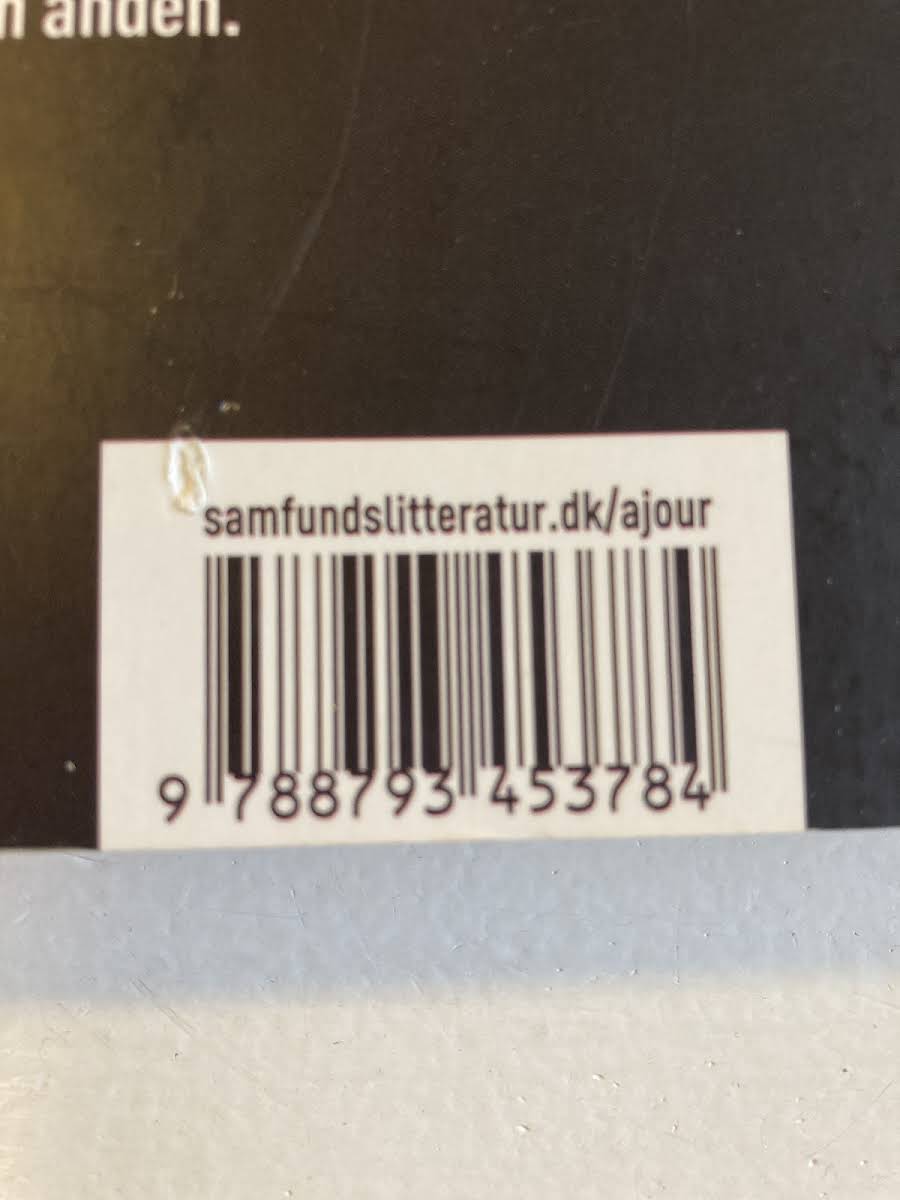 anden.
samfundslitteratur.dk/ajour
9 788793 453784